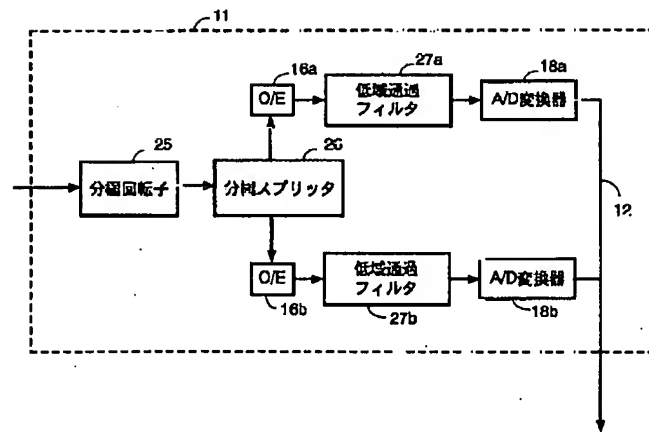 11
16a
27a
18a
O/E
低域通過
フィルタ
A/D変換器
25
26
分極回転子
分極スプリッタ
12
O/E
低域通過
フィルタ
A/D変換器
16b
27b
18b